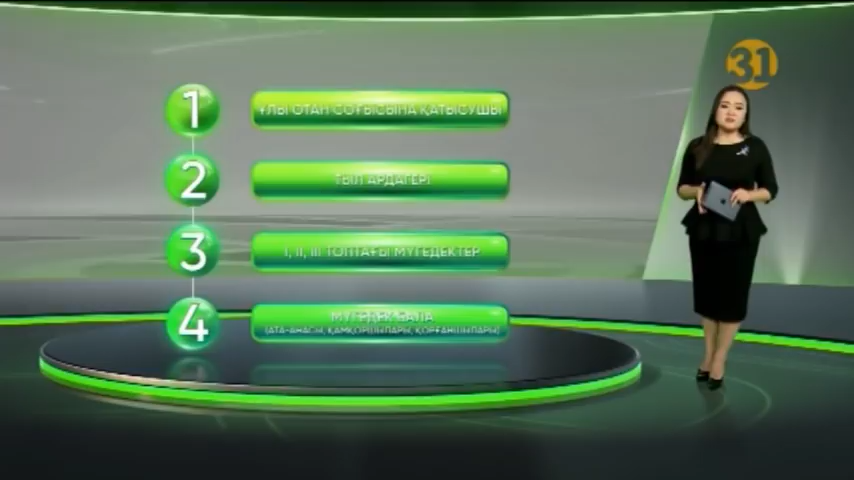 31
1
ҰЛЫ ОТАН СОҒЫСЫНА ҚАТЫСУШЫ
2
ТЫЛ АРДАГЕРІ
3
I, II, III ТОПТАҒЫ МҮГЕДЕКТЕР
4
МҮГЕДЕК БАЛА
(АТА-АНАСЫ, ҚАМҚОРШЫЛАРЫ, ҚОРҒАНШЫЛАРЫ)